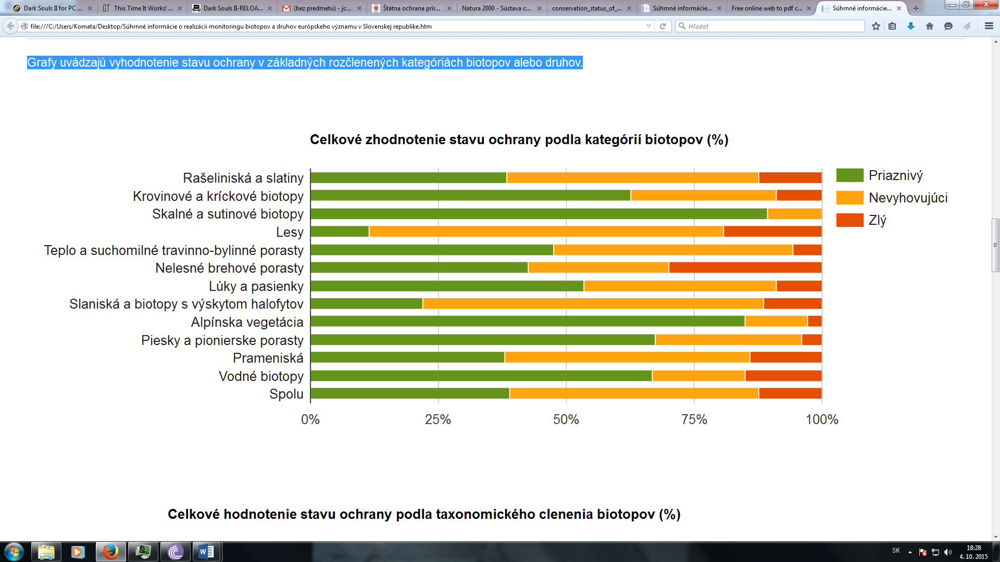 Dark Souls II for PC ...
This Time It Works! ...
Dark Souls II-RELOA...
(bez predmetu) - jc...
Štátna ochrana prír...
Natura 2000 - Sústava c...
conservation_status_of_...
Súhrnné informácie...
Free online web to pdf c...
Súhrnné informácie...
file:///C:/Users/Komata/Desktop/Súhrnné informácie o realizácii monitoringu biotopov a druhov európskeho významu v Slovenskej republike.htm
Hľadať
Grafy uvádzajú vyhodnotenie stavu ochrany v základných rozčlenených kategóriách biotopov alebo druhov.
Celkové zhodnotenie stavu ochrany podla kategórií biotopov (%)
Rašeliniská a slatiny
Krovinové a kríckové biotopy
Skalné a sutinové biotopy
Lesy
Teplo a suchomilné travinno-bylinné porasty
Nelesné brehové porasty
Lúky a pasienky
Slaniská a biotopy s výskytom halofytov
Alpínska vegetácia
Piesky a pionierske porasty
Prameniská
Vodné biotopy
Spolu
0% 25% 50% 75% 100%
Priaznivý
Nevyhovujúci
Zlý
Celkové hodnotenie stavu ochrany podla taxonomického clenenia biotopov (%)
SK
18:28
4. 10. 2015